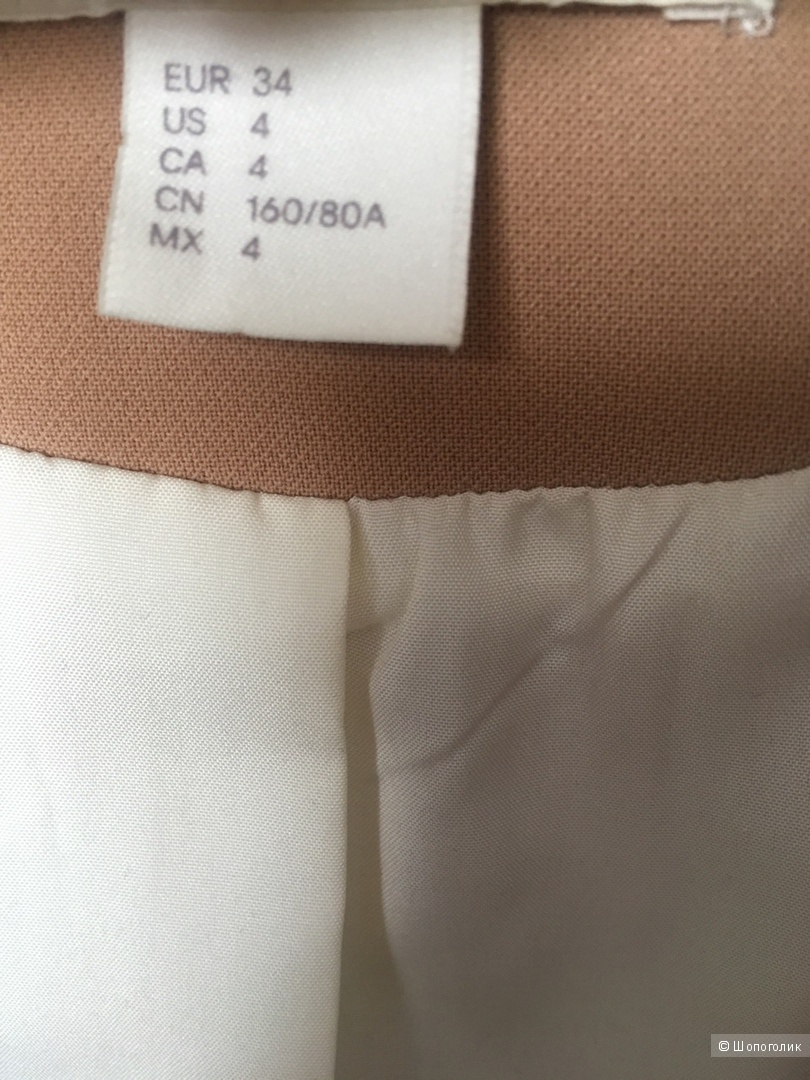 EUR 34
US 4
CA 4
CN 160/80A
MX 4
© Шопоголик